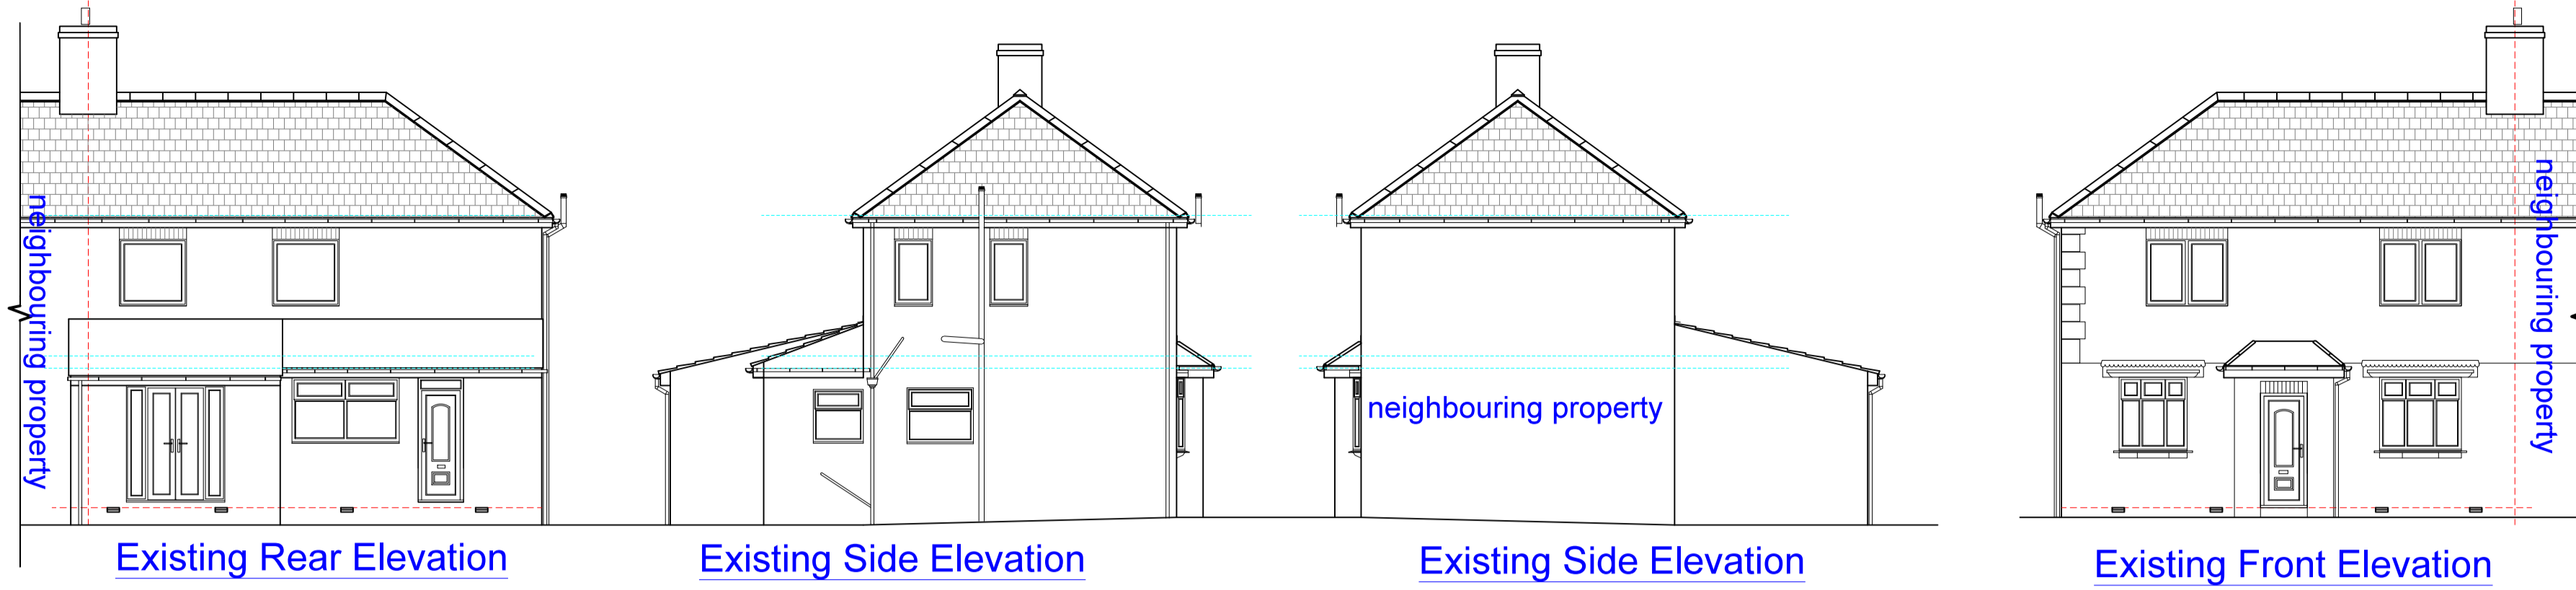 neighbouring property
Existing Rear Elevation
Existing Side Elevation
neighbouring property
Existing Side Elevation
neighbouring property
Existing Front Elevation